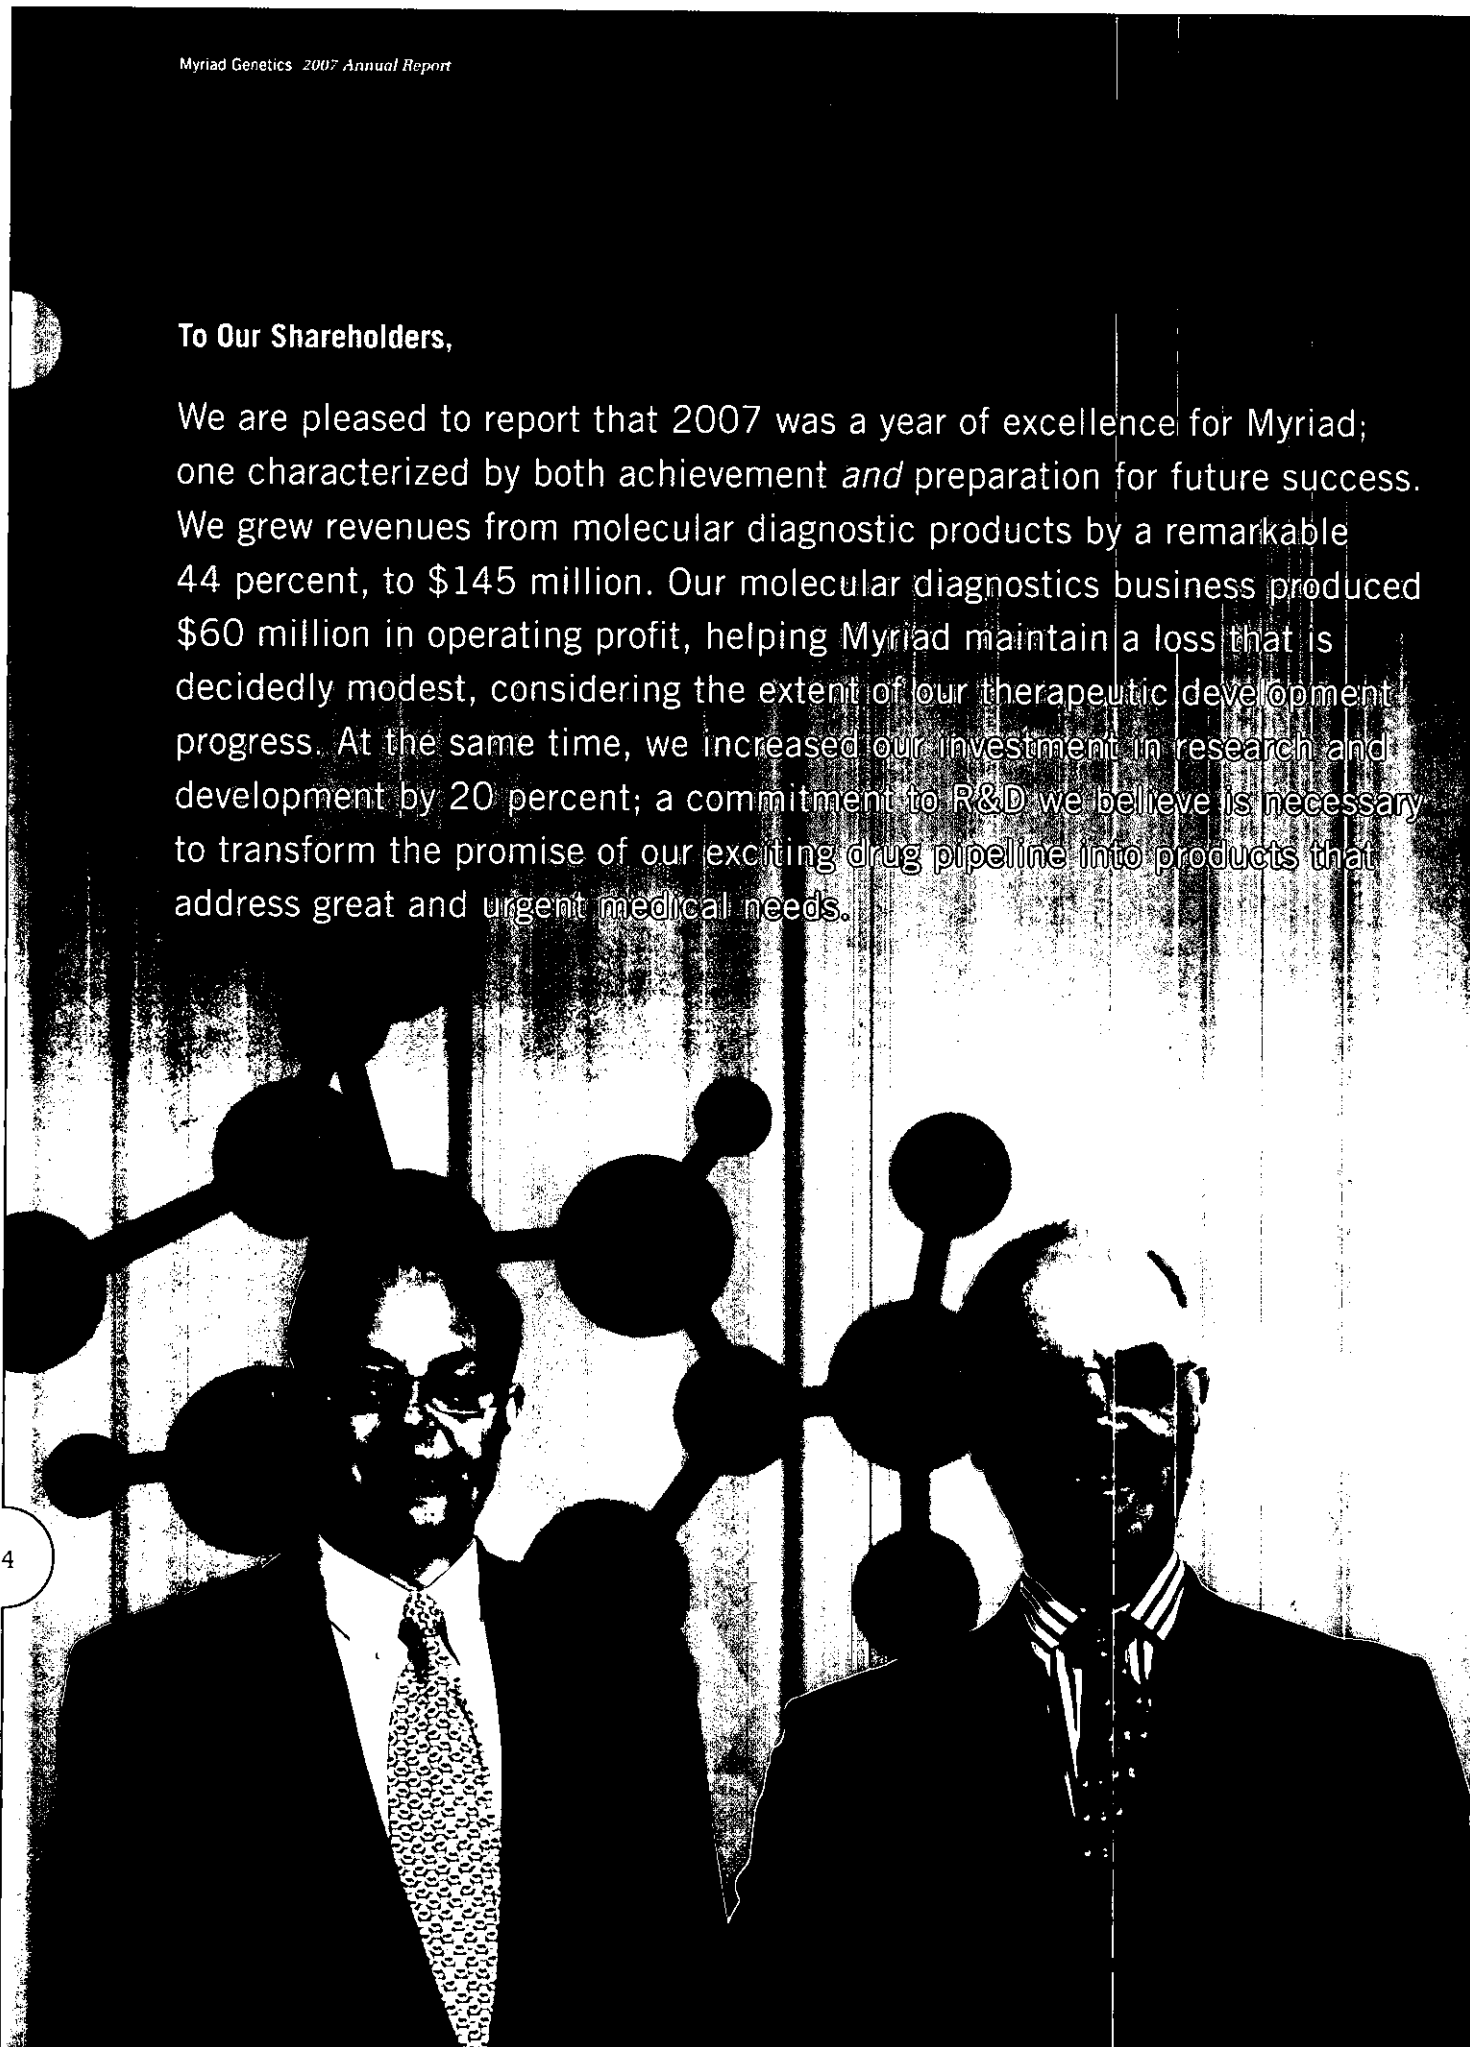 Myriad Genetics 2007 Annual Report
To Our Shareholders,
We are pleased to report that 2007 was a year of excellence for Myriad;
one characterized by both achievement and preparation for future success.
We grew revenues from molecular diagnostic products by a remarkable
44 percent, to $145 million. Our molecular diagnostics business produced
$60 million in operating profit, helping Myriad maintain a loss that is
decidedly modest, considering the extent of our therapeutic development
progress. At the same time, we increased our investment in research and
development by 20 percent; a commitment to R&D we believe is necessary
to transform the promise of our exciting drug pipeline into products that
address great and urgent medical needs.
4